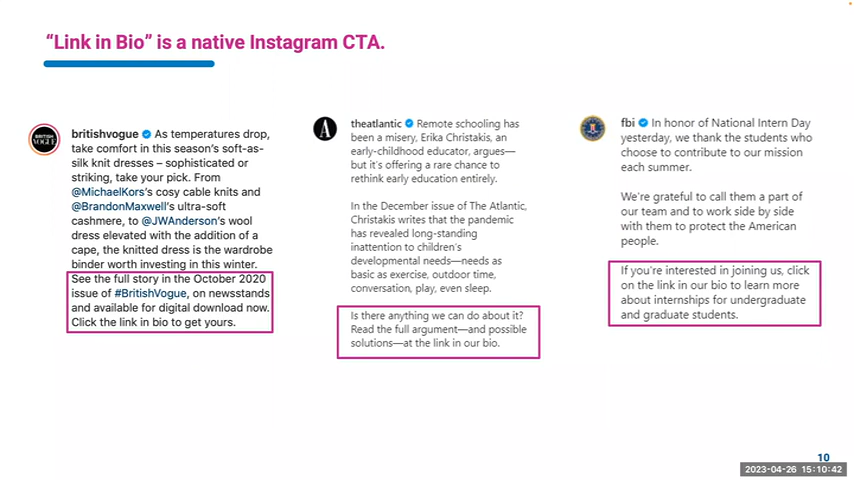 “Link in Bio” is a native Instagram CTA.
BRITISH
VOGUE
britishvogue As temperatures drop,
take comfort in this season’s soft-as-
silk knit dresses – sophisticated or
striking, take your pick. From
@MichaelKors’s cosy cable knits and
@BrandonMaxwell’s ultra-soft
cashmere, to @JWAnderson’s wool
dress elevated with the addition of a
cape, the knitted dress is the wardrobe
binder worth investing in this winter.
See the full story in the October 2020
issue of #BritishVogue, on newsstands
and available for digital download now.
Click the link in bio to get yours.
A
theatlantic Remote schooling has
been a misery, Erika Christakis, an
early-childhood educator, argues—
but it’s offering a rare chance to
rethink early education entirely.
In the December issue of The Atlantic,
Christakis writes that the pandemic
has revealed long-standing
inattention to children’s
developmental needs—needs as
basic as exercise, outdoor time,
conversation, play, even sleep.
Is there anything we can do about it?
Read the full argument—and possible
solutions—at the link in our bio.
fbi In honor of National Intern Day
yesterday, we thank the students who
choose to contribute to our mission
each summer.
We’re grateful to call them a part of
our team and to work side by side
with them to protect the American
people.
If you’re interested in joining us, click
on the link in our bio to learn more
about internships for undergraduate
and graduate students.
10
2023-04-26 15:10:42